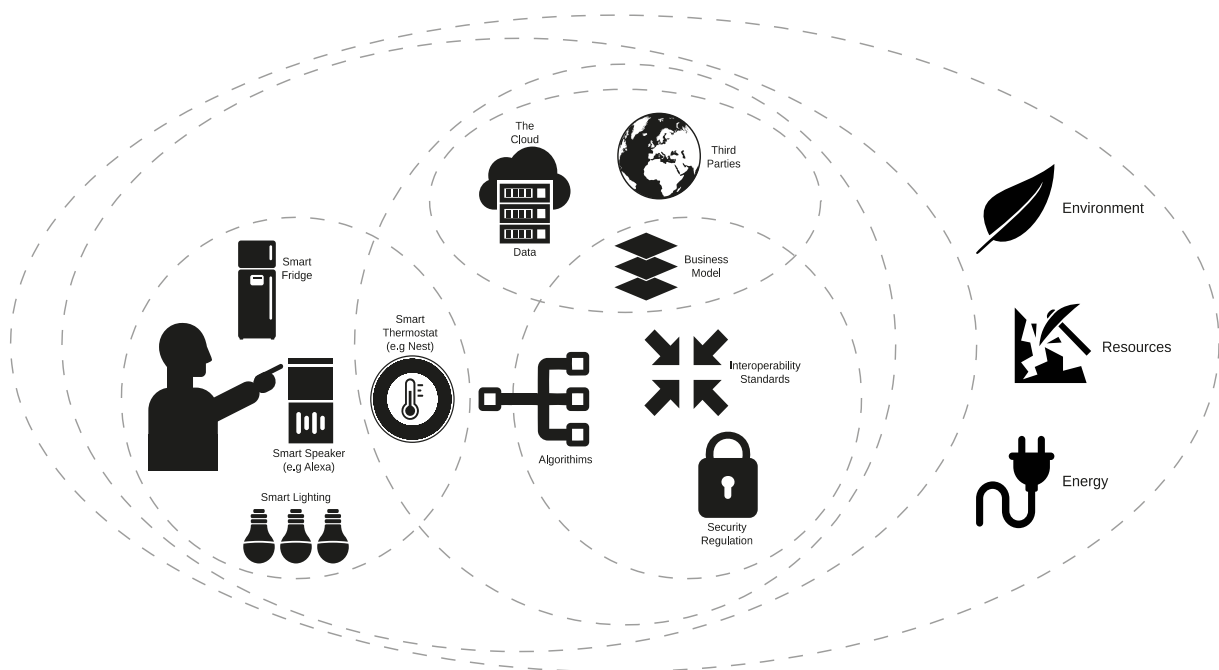 The
Cloud
Third
Parties
Data
Business
Model
Environment
Smart
Fridge
Smart
Thermostat
(e.g Nest)
Interoperability
Standards
Resources
Smart Speaker
(e.g Alexa)
Algorithims
Smart Lighting
Security
Regulation
Energy